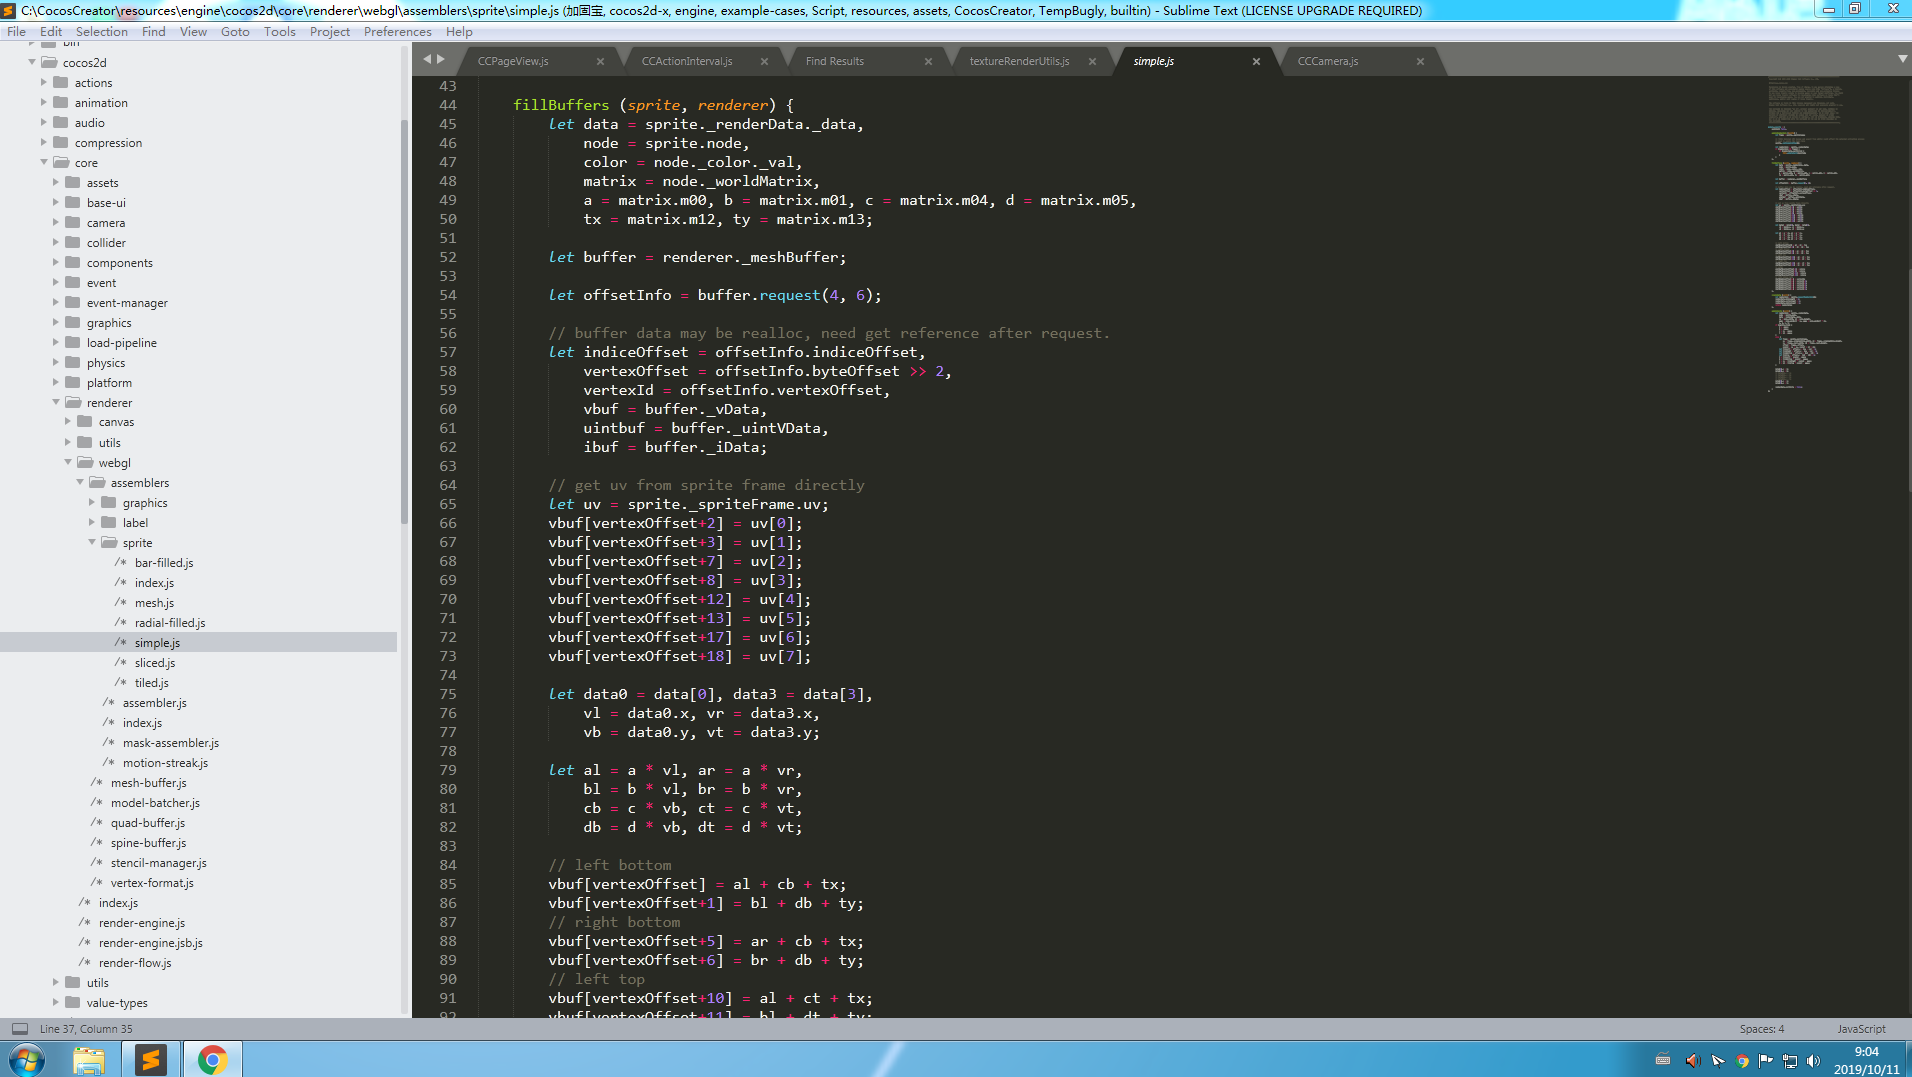 C:\CocosCreator\resources\engine\cocos2d\core\renderer\webgl\assemblers\sprite\simple.js (加固宝, cocos2d-x, engine, example-cases, Script, resources, assets, CocosCreator, TempBugly, builtin) - Sublime Text (LICENSE UPGRADE REQUIRED)
File Edit Selection Find View Goto Tools Project Preferences Help
bin
cocos2d
actions
animation
audio
compression
core
assets
base-ui
camera
collider
components
event
event-manager
graphics
load-pipeline
physics
platform
renderer
canvas
utils
webgl
assemblers
graphics
label
sprite
/* bar-filled.js
/* index.js
/* mesh.js
/* radial-filled.js
/* simple.js
/* sliced.js
/* tiled.js
/* assembler.js
/* index.js
/* mask-assembler.js
/* motion-streak.js
/* mesh-buffer.js
/* model-batcher.js
/* quad-buffer.js
/* spine-buffer.js
/* stencil-manager.js
/* vertex-format.js
/* index.js
/* render-engine.js
/* render-engine.jsb.js
/* render-flow.js
utils
value-types
CCPageView.js × CCActionInterval.js × Find Results × textureRenderUtils.js × simple.js × CCCamera.js ×
43
44 fillBuffers (sprite, renderer) {
45 let data = sprite._renderData._data,
46 node = sprite.node,
47 color = node._color._val,
48 matrix = node._worldMatrix,
49 a = matrix.m00, b = matrix.m01, c = matrix.m04, d = matrix.m05,
50 tx = matrix.m12, ty = matrix.m13;
51
52 let buffer = renderer._meshBuffer;
53
54 let offsetInfo = buffer.request(4, 6);
55
56 // buffer data may be realloc, need get reference after request.
57 let indiceOffset = offsetInfo.indiceOffset,
58 vertexOffset = offsetInfo.byteOffset >> 2,
59 vertexId = offsetInfo.vertexOffset,
60 vbuf = buffer._vData,
61 uintbuf = buffer._uintVData,
62 ibuf = buffer._iData;
63
64 // get uv from sprite frame directly
65 let uv = sprite._spriteFrame.uv;
66 vbuf[vertexOffset+2] = uv[0];
67 vbuf[vertexOffset+3] = uv[1];
68 vbuf[vertexOffset+7] = uv[2];
69 vbuf[vertexOffset+8] = uv[3];
70 vbuf[vertexOffset+12] = uv[4];
71 vbuf[vertexOffset+13] = uv[5];
72 vbuf[vertexOffset+17] = uv[6];
73 vbuf[vertexOffset+18] = uv[7];
74
75 let data0 = data[0], data3 = data[3],
76 vl = data0.x, vr = data3.x,
77 vb = data0.y, vt = data3.y;
78
79 let al = a * vl, ar = a * vr,
80 bl = b * vl, br = b * vr,
81 cb = c * vb, ct = c * vt,
82 db = d * vb, dt = d * vt;
83
84 // left bottom
85 vbuf[vertexOffset] = al + cb + tx;
86 vbuf[vertexOffset+1] = bl + db + ty;
87 // right bottom
88 vbuf[vertexOffset+5] = ar + cb + tx;
89 vbuf[vertexOffset+6] = br + db + ty;
90 // left top
91 vbuf[vertexOffset+10] = al + ct + tx;
92 vbuf[vertexOffset+11] = bl + dt + ty;
Line 37, Column 35
Spaces: 4 JavaScript
9:04
2019/10/11